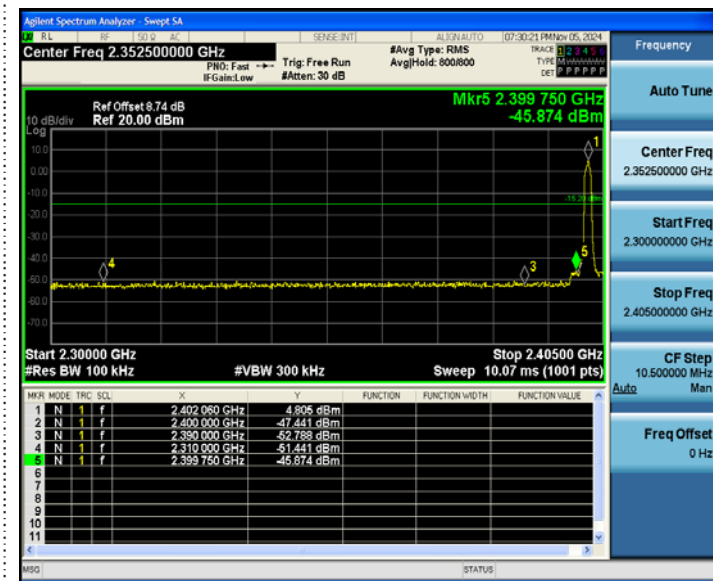 Agilent Spectrum Analyzer - Swept SA
RL RF 50 Ω AC SENSE:INT ALIGNAUTO 07:30:21 PM Nov 05, 2024
Center Freq 2.352500000 GHz
PNO: Fast
IFGain:Low
Trig: Free Run
#Atten: 30 dB
#Avg Type: RMS
Avg|Hold: 800/800
TRACE 1 2 3 4 5 6
TYPE M
DET P P P P P P
Ref Offset 8.74 dB
10 dB/div Ref 20.00 dBm
Log
Mkr5 2.399 750 GHz
-45.874 dBm
10.0
0.00
-10.0
-20.0
-30.0
-40.0
-50.0
-60.0
-70.0
1
-15.20 dBm
4
3
5
Start 2.30000 GHz Stop 2.40500 GHz
#Res BW 100 kHz #VBW 300 kHz Sweep 10.07 ms (1001 pts)
MKR MODE TRC SCL X Y FUNCTION FUNCTION WIDTH FUNCTION VALUE
1 N 1 f 2.402 060 GHz 4.805 dBm
2 N 1 f 2.400 000 GHz -47.441 dBm
3 N 1 f 2.390 000 GHz -52.788 dBm
4 N 1 f 2.310 000 GHz -51.441 dBm
5 N 1 f 2.399 750 GHz -45.874 dBm
6
7
8
9
10
11
MSG STATUS
Frequency
Auto Tune
Center Freq
2.352500000 GHz
Start Freq
2.300000000 GHz
Stop Freq
2.405000000 GHz
CF Step
10.500000 MHz
Auto Man
Freq Offset
0 Hz